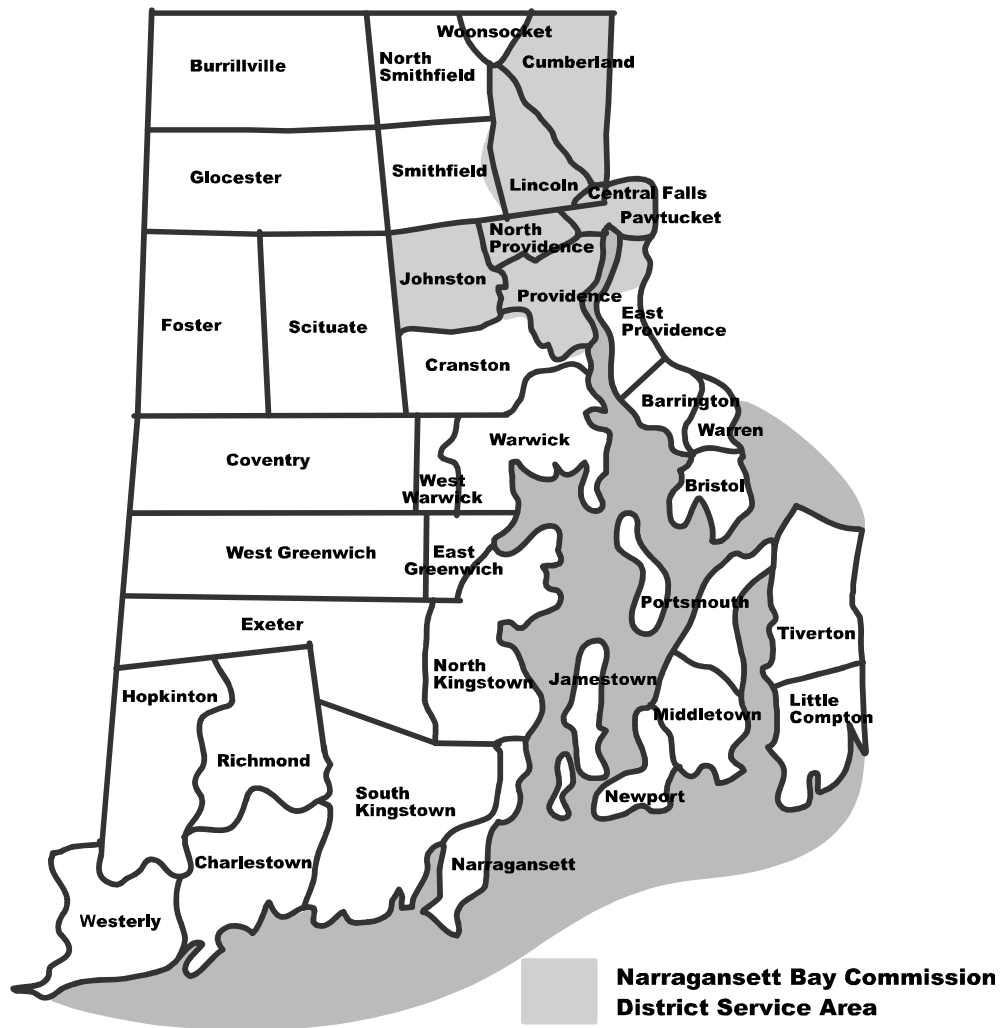 Woonsocket
Burrillville
North
Smithfield
Cumberland
Glocester
Smithfield
Lincoln
Central Falls
Pawtucket
North
Providence
Johnston
Providence
Foster
Scituate
East
Providence
Cranston
Barrington
Warren
Warwick
Coventry
West
Warwick
Bristol
West Greenwich
East
Greenwich
Portsmouth
Exeter
Tiverton
North
Kingstown
Jamestown
Hopkinton
Middletown
Little
Compton
Richmond
South
Kingstown
Newport
Charlestown
Narragansett
Westerly
Narragansett Bay Commission
District Service Area